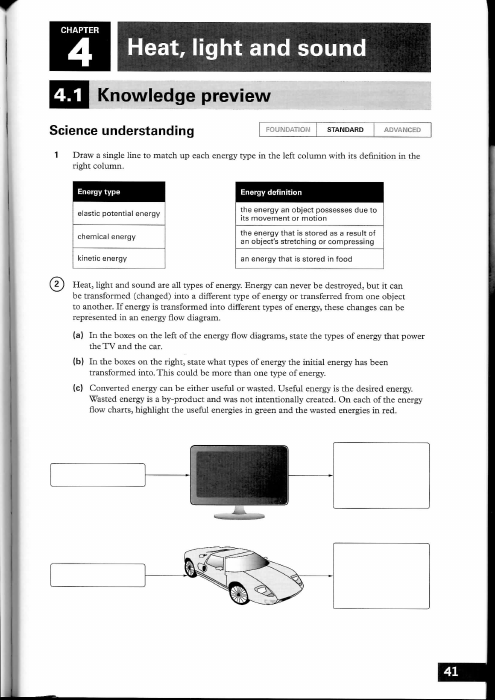 CHAPTER
4
Heat, light and sound
4.1 Knowledge preview
Science understanding
FOUNDATION STANDARD ADVANCED
1 Draw a single line to match up each energy type in the left column with its definition in the
right column.
Energy type
elastic potential energy
chemical energy
kinetic energy
Energy definition
the energy an object possesses due to
its movement or motion
the energy that is stored as a result of
an object's stretching or compressing
an energy that is stored in food
2 Heat, light and sound are all types of energy. Energy can never be destroyed, but it can
be transformed (changed) into a different type of energy or transferred from one object
to another. If energy is transformed into different types of energy, these changes can be
represented in an energy flow diagram.
(a) In the boxes on the left of the energy flow diagrams, state the types of energy that power
the TV and the car.
(b) In the boxes on the right, state what types of energy the initial energy has been
transformed into. This could be more than one type of energy.
(c) Converted energy can be either useful or wasted. Useful energy is the desired energy.
Wasted energy is a by-product and was not intentionally created. On each of the energy
flow charts, highlight the useful energies in green and the wasted energies in red.
41